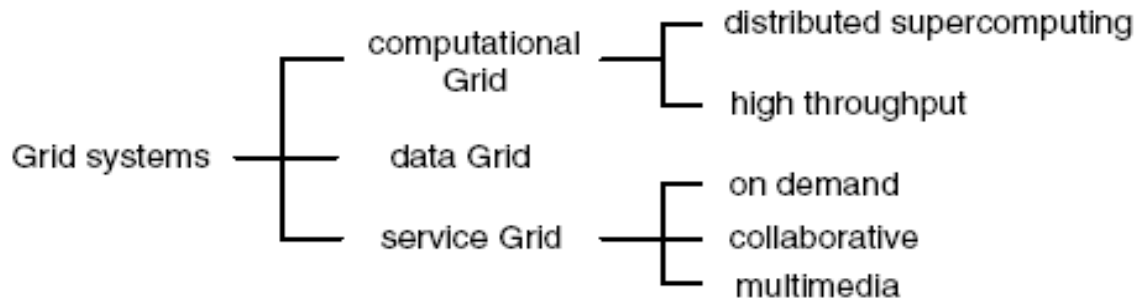 distributed supercomputing
computational
Grid
high throughput
Grid systems
data Grid
on demand
service Grid
collaborative
multimedia